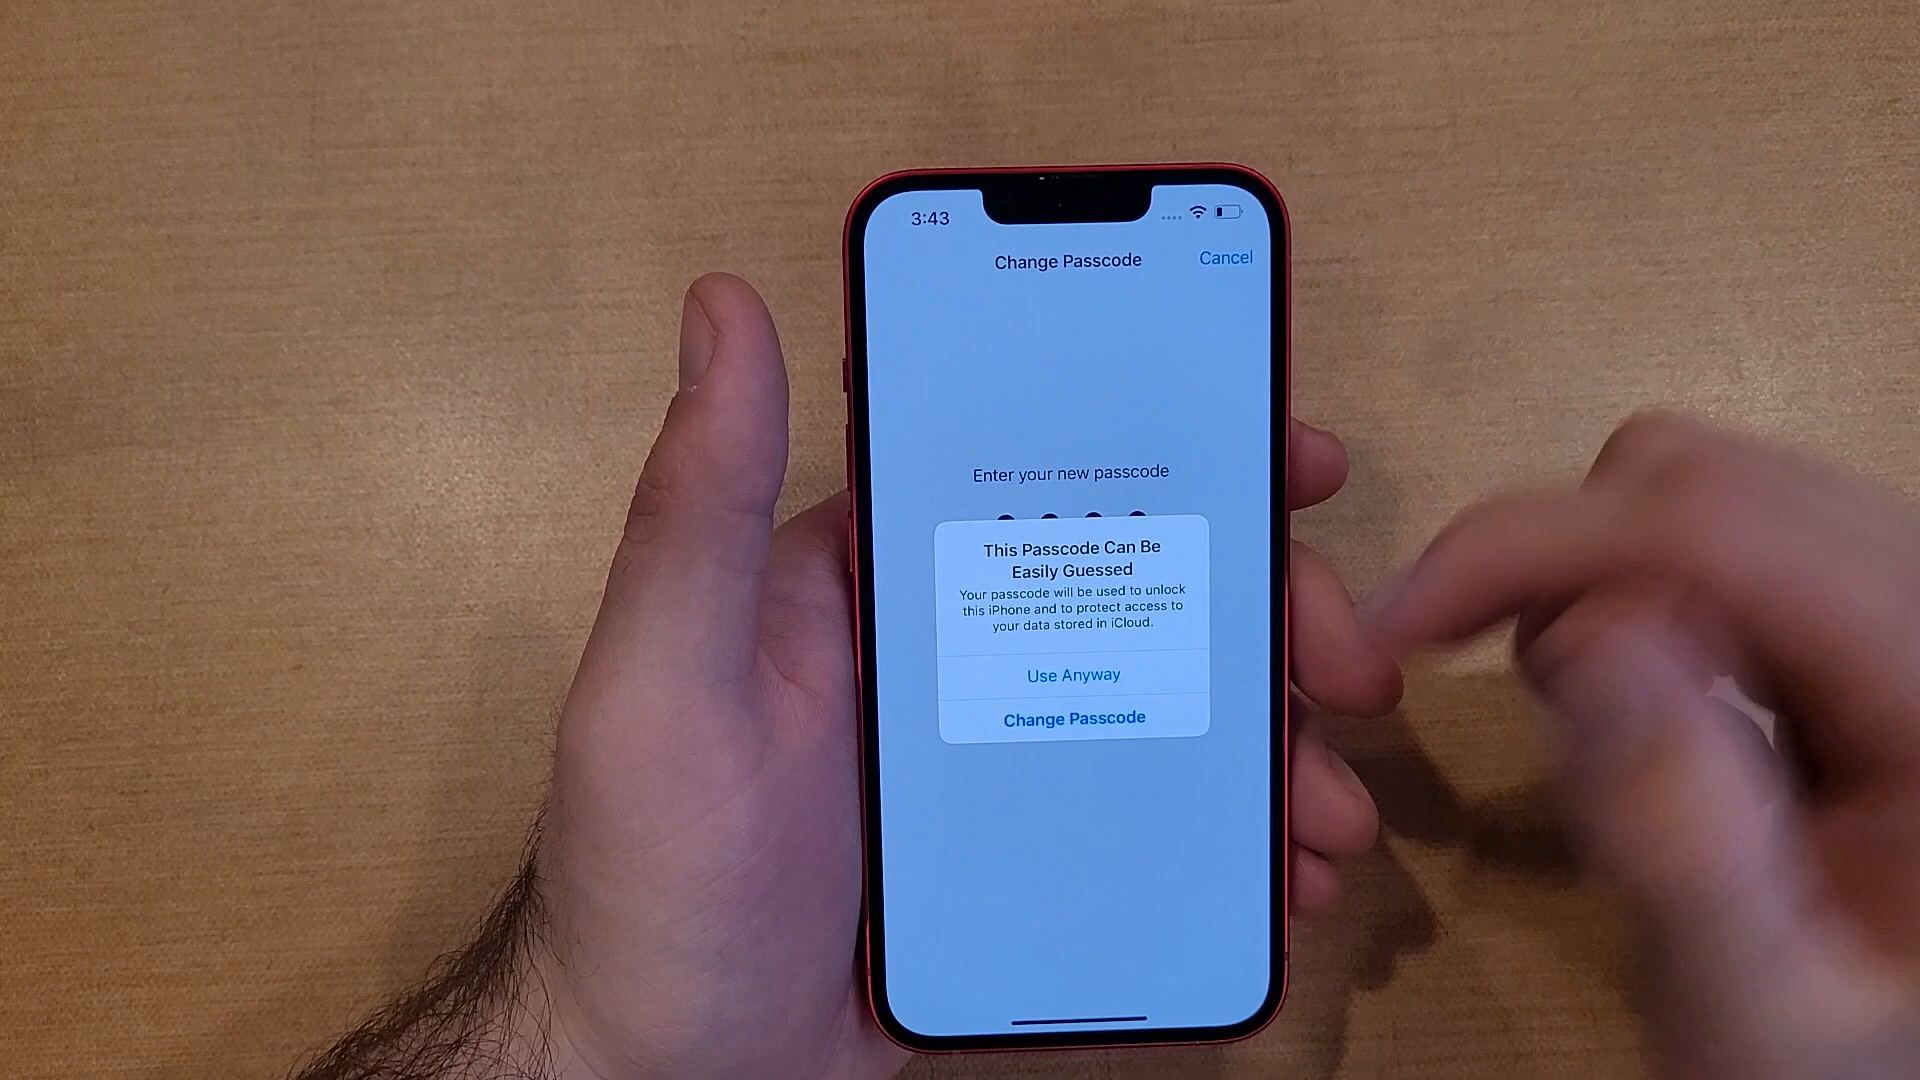 3:43
Change Passcode Cancel
Enter your new passcode
This Passcode Can Be
Easily Guessed
Your passcode will be used to unlock
this iPhone and to protect access to
your data stored in iCloud.
Use Anyway
Change Passcode